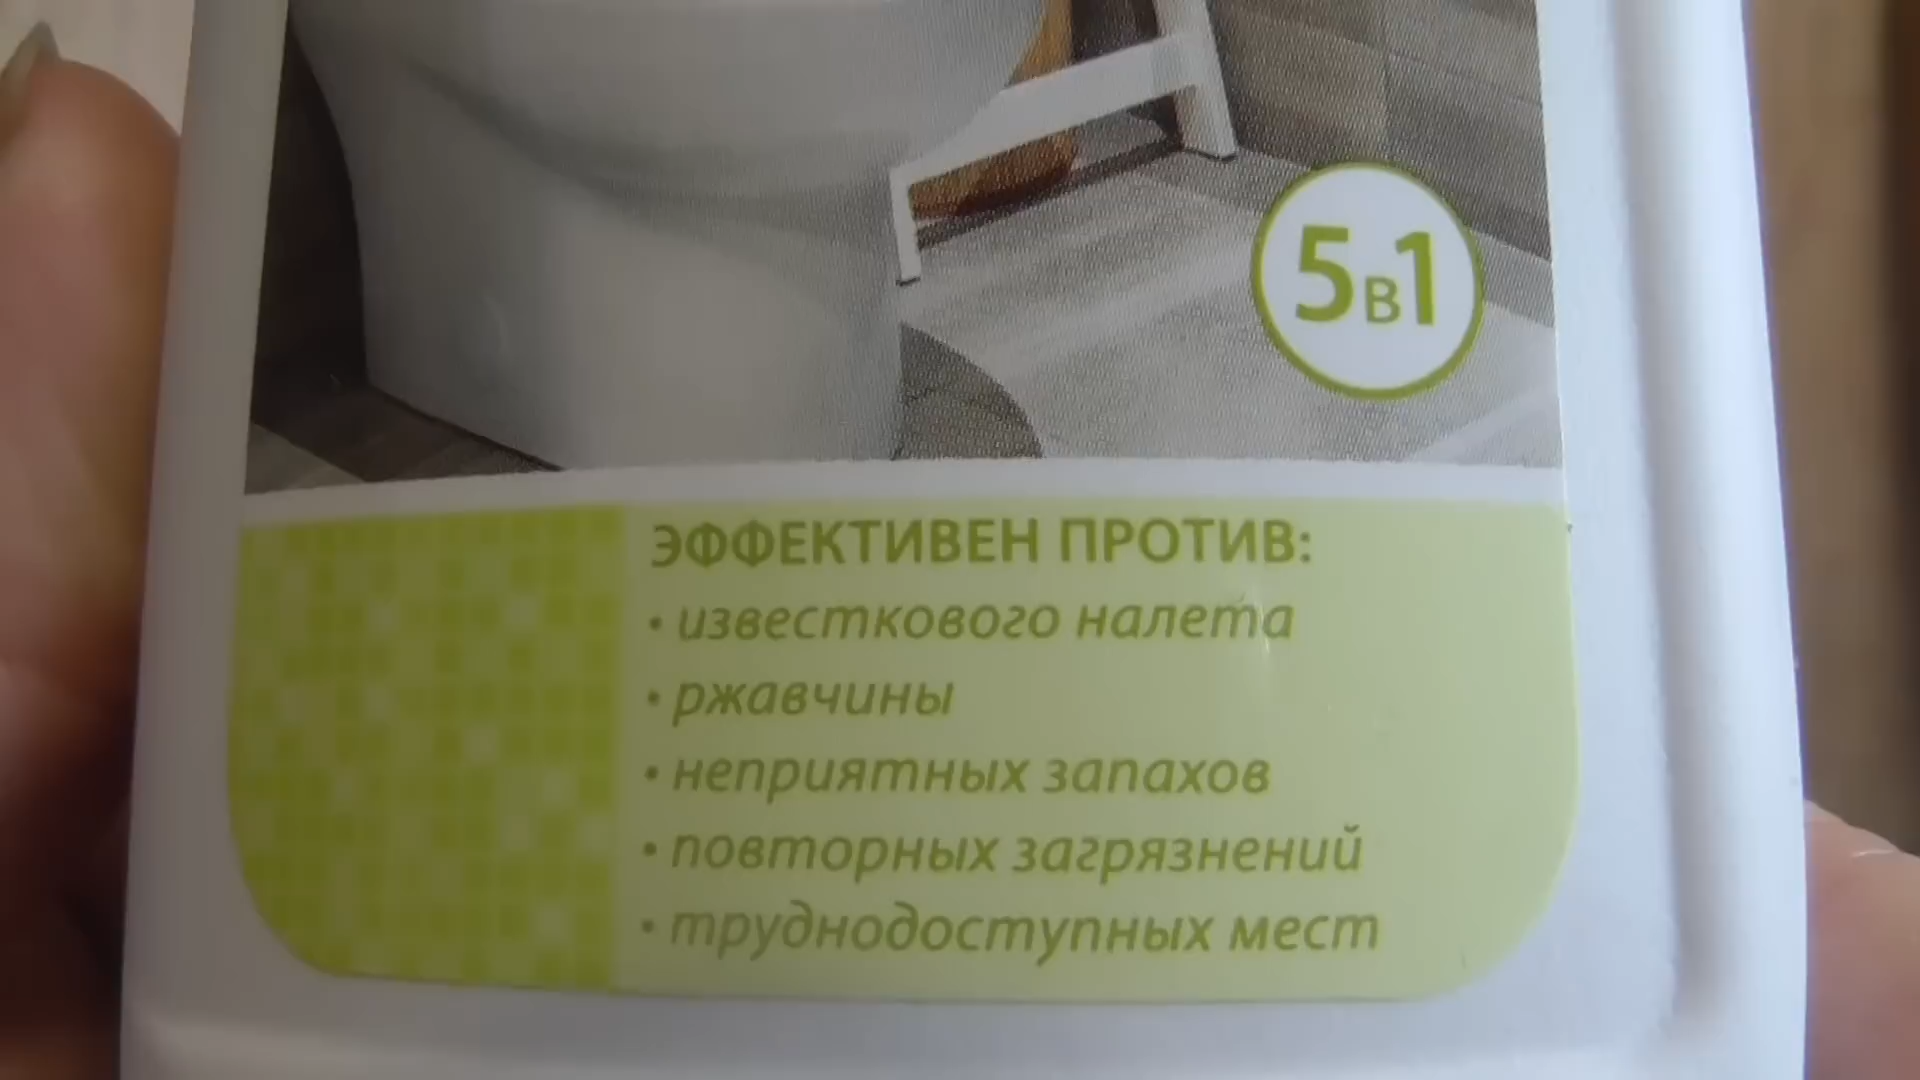 5в1
ЭФФЕКТИВЕН ПРОТИВ:
• известкового налета
• ржавчины
• неприятных запахов
• повторных загрязнений
• труднодоступных мест